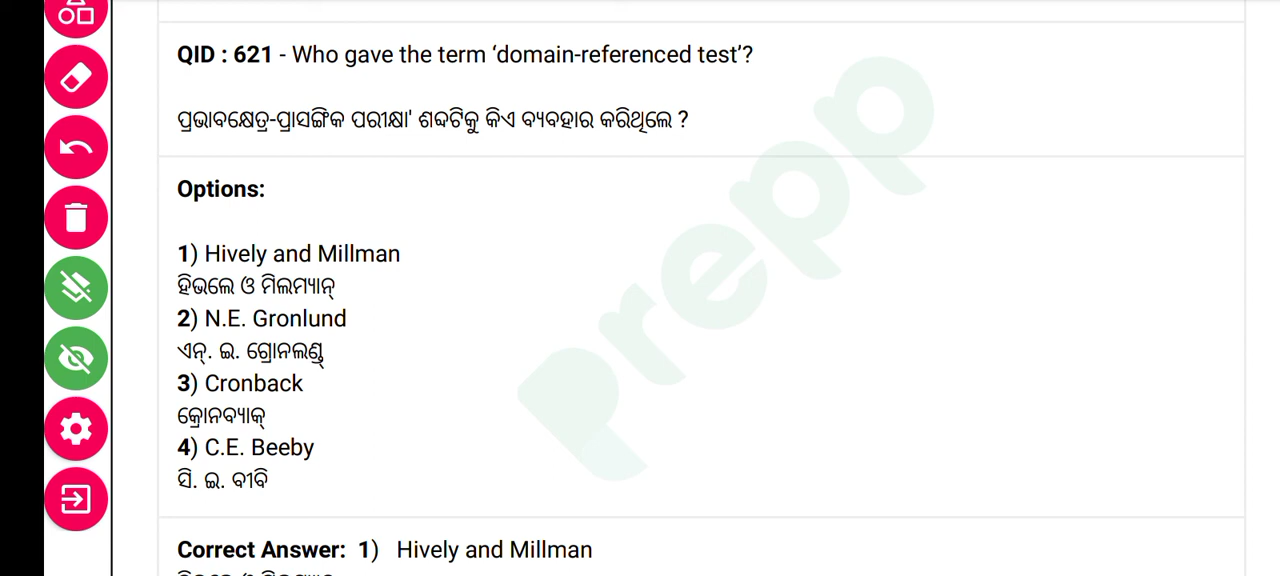 QID : 621 - Who gave the term ‘domain-referenced test’?
ପ୍ରଭାବକ୍ଷେତ୍ର-ପ୍ରାସଙ୍ଗିକ ପରୀକ୍ଷା' ଶବ୍ଦଟିକୁ କିଏ ବ୍ୟବହାର କରିଥିଲେ ?
Options:
1) Hively and Millman
ହିଭଲେ ଓ ମିଲମ୍ୟାନ୍
2) N.E. Gronlund
ଏନ୍. ଇ. ଗ୍ରୋନଲଣ୍ଡ୍
3) Cronback
କ୍ରୋନବ୍ୟାକ୍
4) C.E. Beeby
ସି. ଇ. ବୀବି
Correct Answer: 1) Hively and Millman
prepp